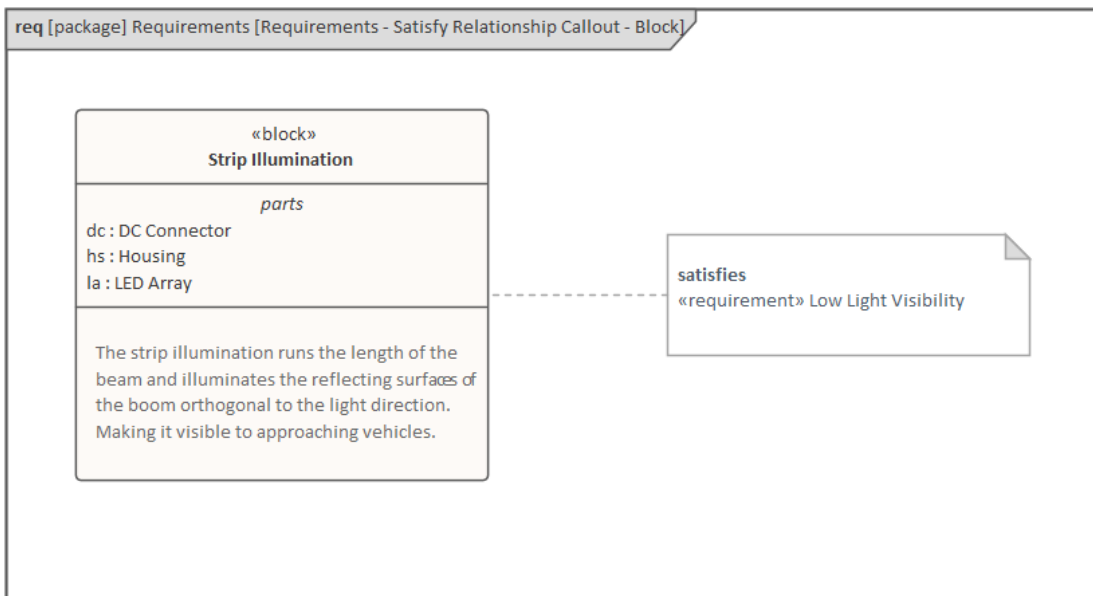 req [package] Requirements [Requirements - Satisfy Relationship Callout - Block]
«block»
Strip Illumination
parts
dc : DC Connector
hs : Housing
la : LED Array
satisfies
«requirement» Low Light Visibility
The strip illumination runs the length of the
beam and illuminates the reflecting surfaces of
the boom orthogonal to the light direction.
Making it visible to approaching vehicles.